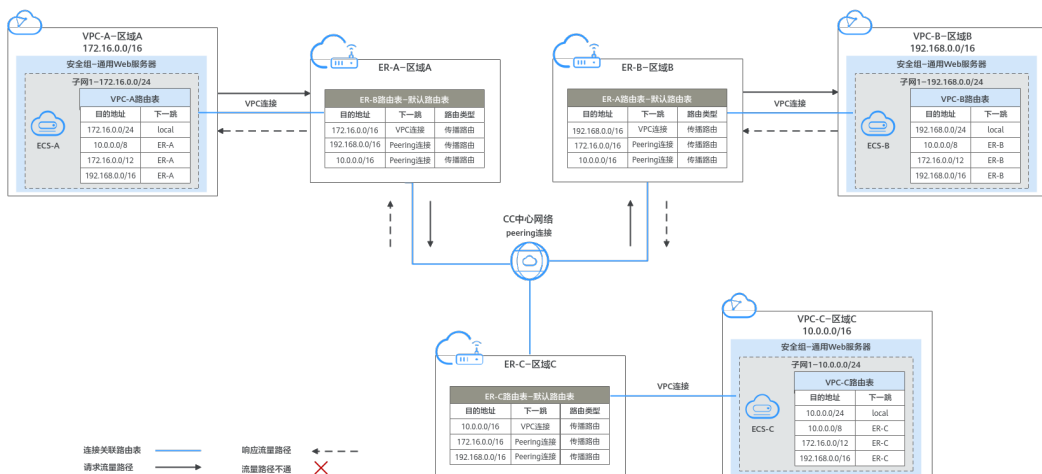 VPC-A-区域A
172.16.0.0/16
安全组-通用Web服务器
子网1-172.16.0.0/24
VPC-A路由表
目的地址 下一跳
172.16.0.0/24 local
10.0.0.0/8 ER-A
172.16.0.0/12 ER-A
192.168.0.0/16 ER-A
ECS-A
VPC连接
ER-A-区域A
ER-B路由表-默认路由表
目的地址 下一跳 路由类型
172.16.0.0/16 VPC连接 传播路由
192.168.0.0/16 Peering连接 传播路由
10.0.0.0/16 Peering连接 传播路由
ER-B-区域B
ER-A路由表-默认路由表
目的地址 下一跳 路由类型
192.168.0.0/16 VPC连接 传播路由
172.16.0.0/16 Peering连接 传播路由
10.0.0.0/16 Peering连接 传播路由
VPC连接
VPC-B-区域B
192.168.0.0/16
安全组-通用Web服务器
子网1-192.168.0.0/24
VPC-B路由表
目的地址 下一跳
192.168.0.0/24 local
10.0.0.0/8 ER-B
172.16.0.0/12 ER-B
192.168.0.0/16 ER-B
ECS-B
CC中心网络
peering连接
ER-C-区域C
ER-C路由表-默认路由表
目的地址 下一跳 路由类型
10.0.0.0/16 VPC连接 传播路由
172.16.0.0/16 Peering连接 传播路由
192.168.0.0/16 Peering连接 传播路由
VPC连接
VPC-C-区域C
10.0.0.0/16
安全组-通用Web服务器
子网1-10.0.0.0/24
VPC-C路由表
目的地址 下一跳
10.0.0.0/24 local
10.0.0.0/8 ER-C
172.16.0.0/12 ER-C
192.168.0.0/16 ER-C
ECS-C
连接关联路由表
响应流量路径
请求流量路径
流量路径不通